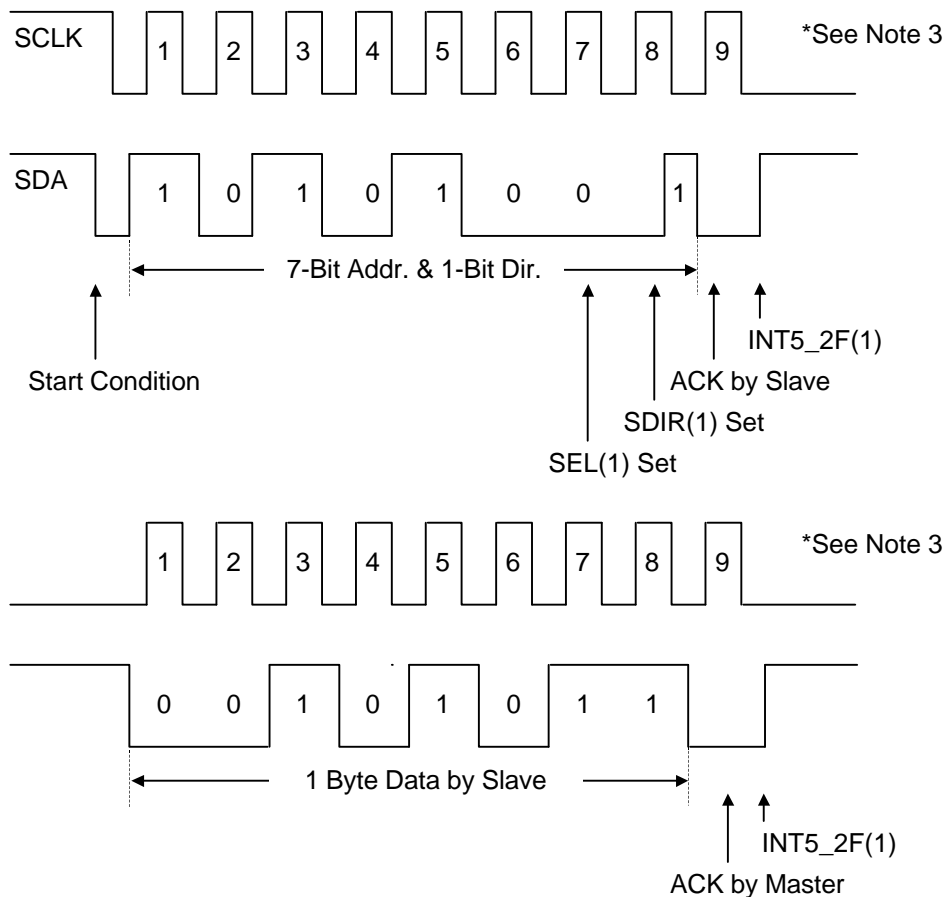 SCLK 1 2 3 4 5 6 7 8 9 *See Note 3
SDA 1 0 1 0 1 0 0 1
7-Bit Addr. & 1-Bit Dir.
INT5_2F(1)
Start Condition ACK by Slave
SDIR(1) Set
SEL(1) Set
1 2 3 4 5 6 7 8 9 *See Note 3
0 0 1 0 1 0 1 1
1 Byte Data by Slave
INT5_2F(1)
ACK by Master